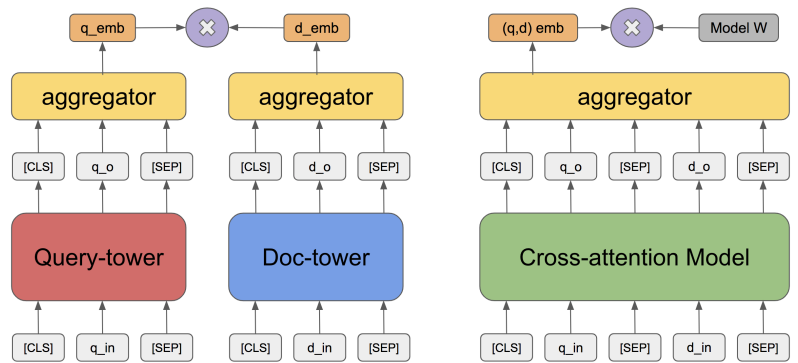 q_emb d_emb (q,d) emb Model W
aggregator aggregator aggregator
[CLS] q_o [SEP] [CLS] d_o [SEP] [CLS] q_o [SEP] d_o [SEP]
Query-tower Doc-tower Cross-attention Model
[CLS] q_in [SEP] [CLS] d_in [SEP] [CLS] q_in [SEP] d_in [SEP]